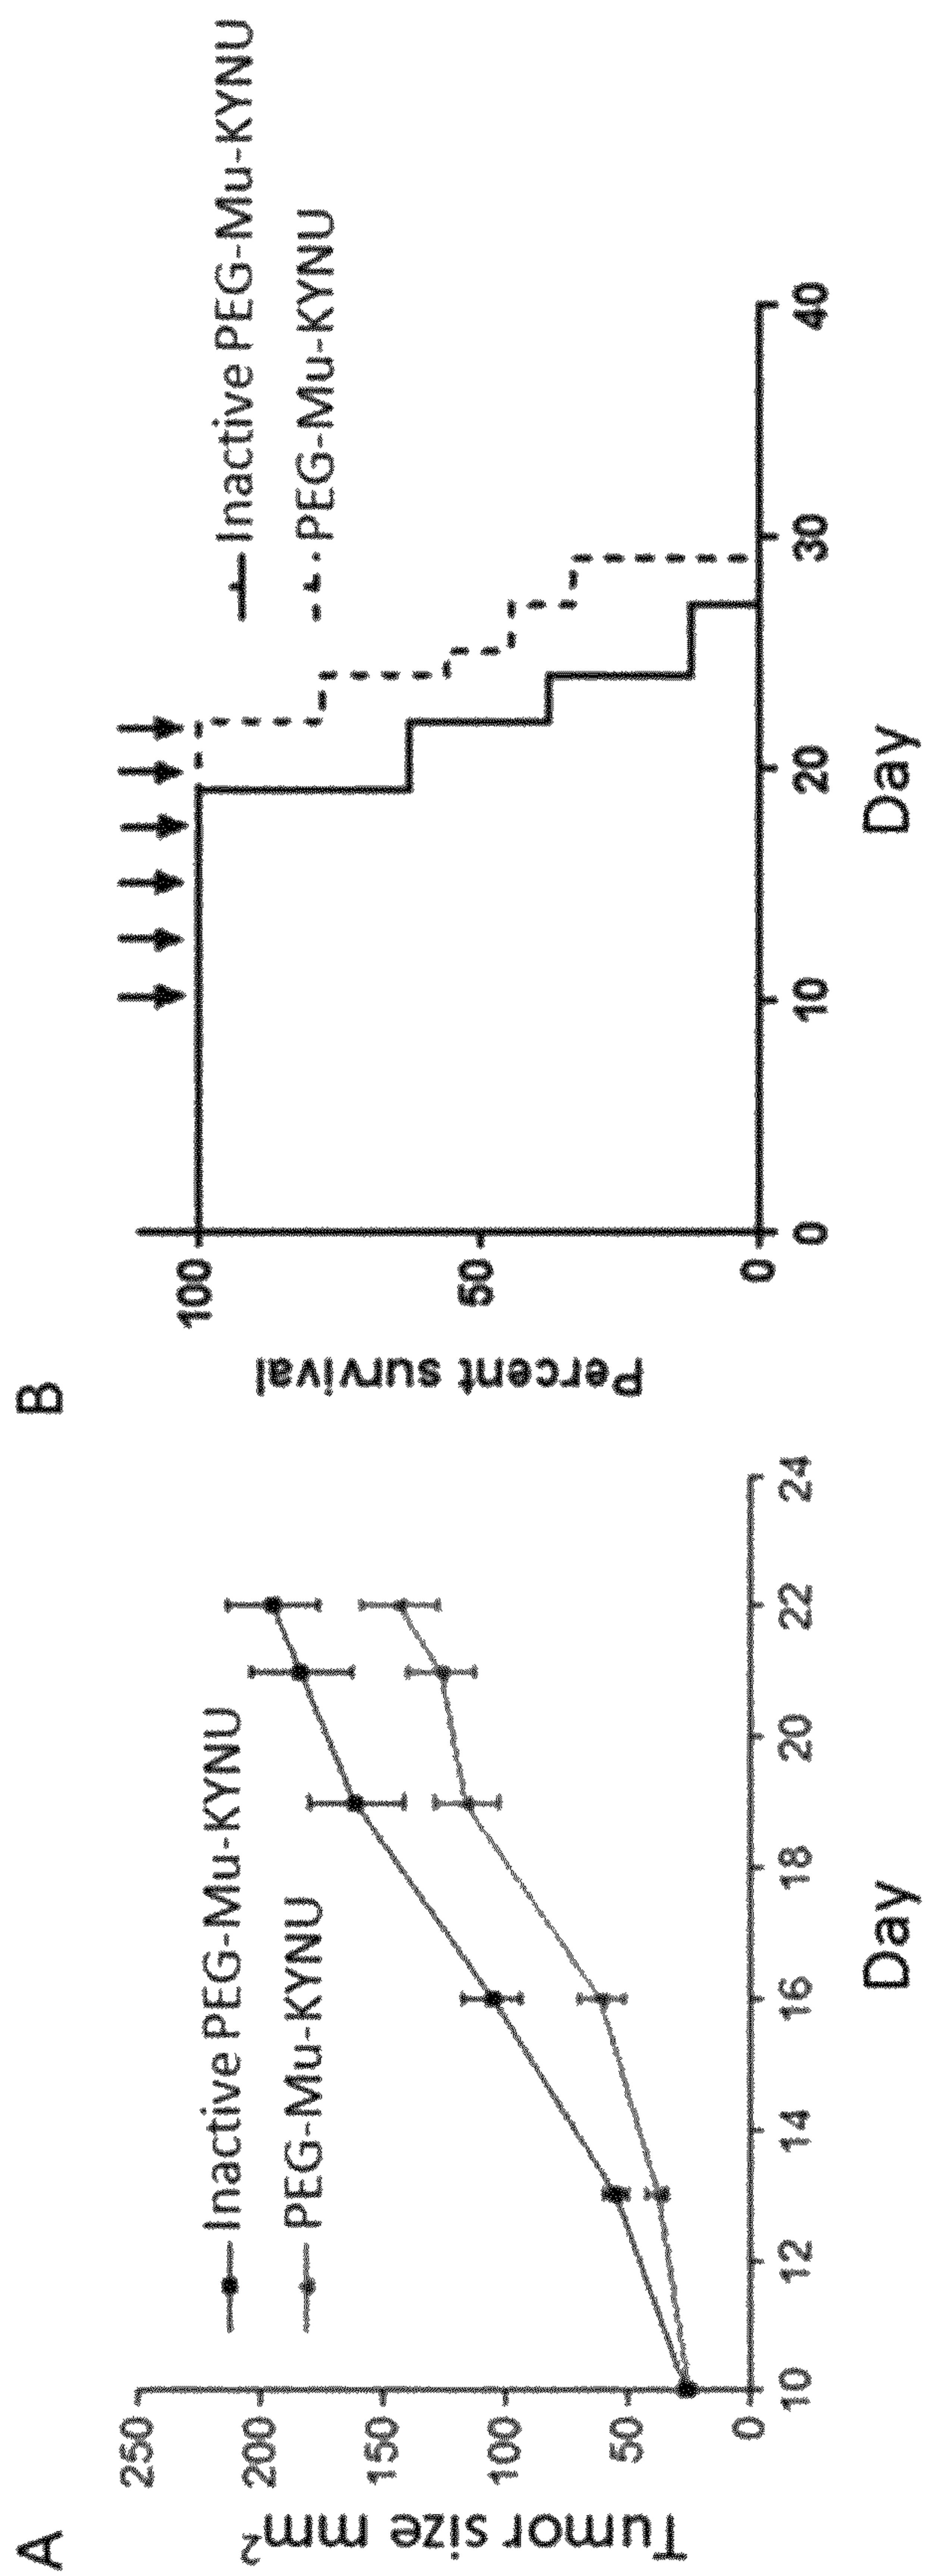 A
Tumor size mm2
250
200
150
100
50
0
10
12
14
16
18
20
22
24
Day
Inactive PEG-Mu-KYNU
PEG-Mu-KYNU
B
Percent survival
100
50
0
0
10
20
30
40
Day
Inactive PEG-Mu-KYNU
PEG-Mu-KYNU